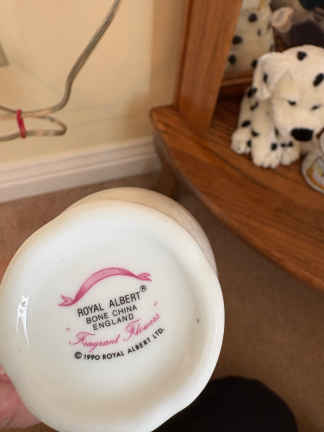 ROYAL ALBERT®
BONE CHINA
ENGLAND
"Fragrant Flowers"
© 1990 ROYAL ALBERT LTD.